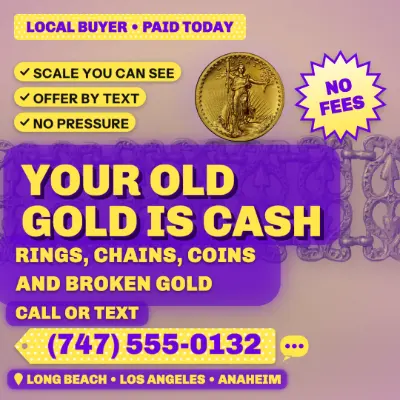 LOCAL BUYER • PAID TODAY
SCALE YOU CAN SEE
OFFER BY TEXT
NO PRESSURE
NO
FEES
YOUR OLD
GOLD IS CASH
RINGS, CHAINS, COINS
AND BROKEN GOLD
CALL OR TEXT
(747) 555-0132
LONG BEACH • LOS ANGELES • ANAHEIM